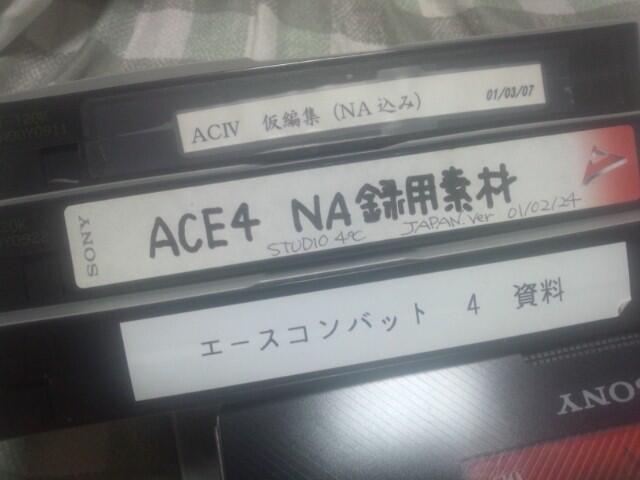 ACIV 仮編集 (NA込み) 01/03/07
SONY
ACE4 NA録用素材
STUDIO 4℃ JAPAN.Ver 01/02/24
エースコンバット 4 資料
SONY